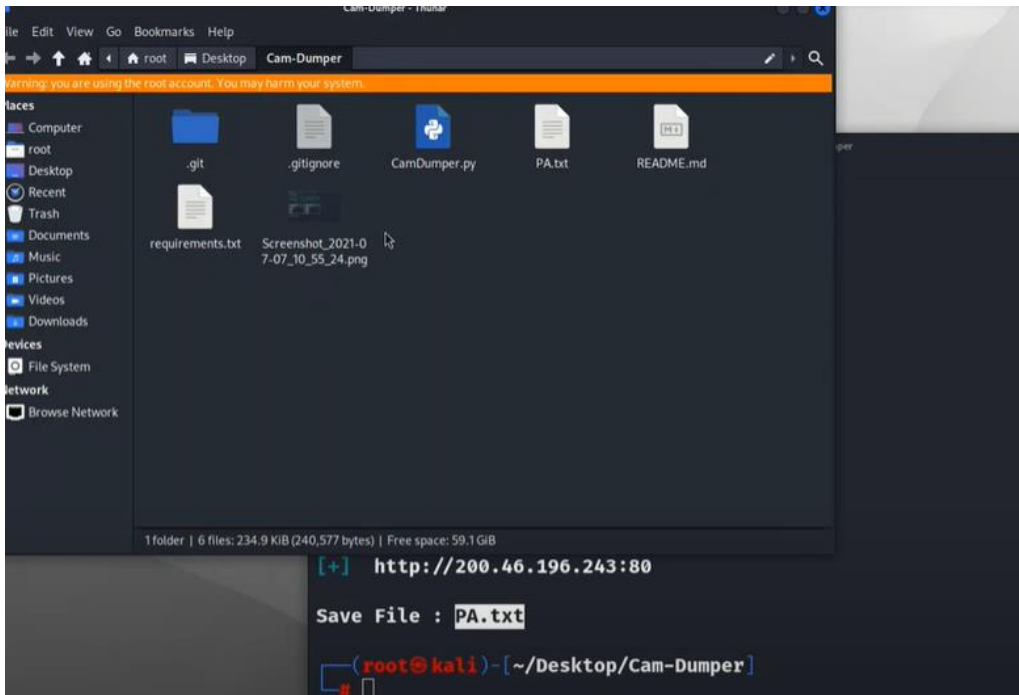 Cam-Dumper - Thunar
ile Edit View Go Bookmarks Help
root Desktop Cam-Dumper
Warning: you are using the root account. You may harm your system.
laces
Computer
root
Desktop
Recent
Trash
Documents
Music
Pictures
Videos
Downloads
evices
File System
etwork
Browse Network
.git
.gitignore
CamDumper.py
PA.txt
README.md
requirements.txt
Screenshot_2021-0
7-07_10_55_24.png
1 folder | 6 files: 234.9 KiB (240,577 bytes) | Free space: 59.1 GiB
per
[+] http://200.46.196.243:80
Save File : PA.txt
(root㉿kali)-[~/Desktop/Cam-Dumper]
#